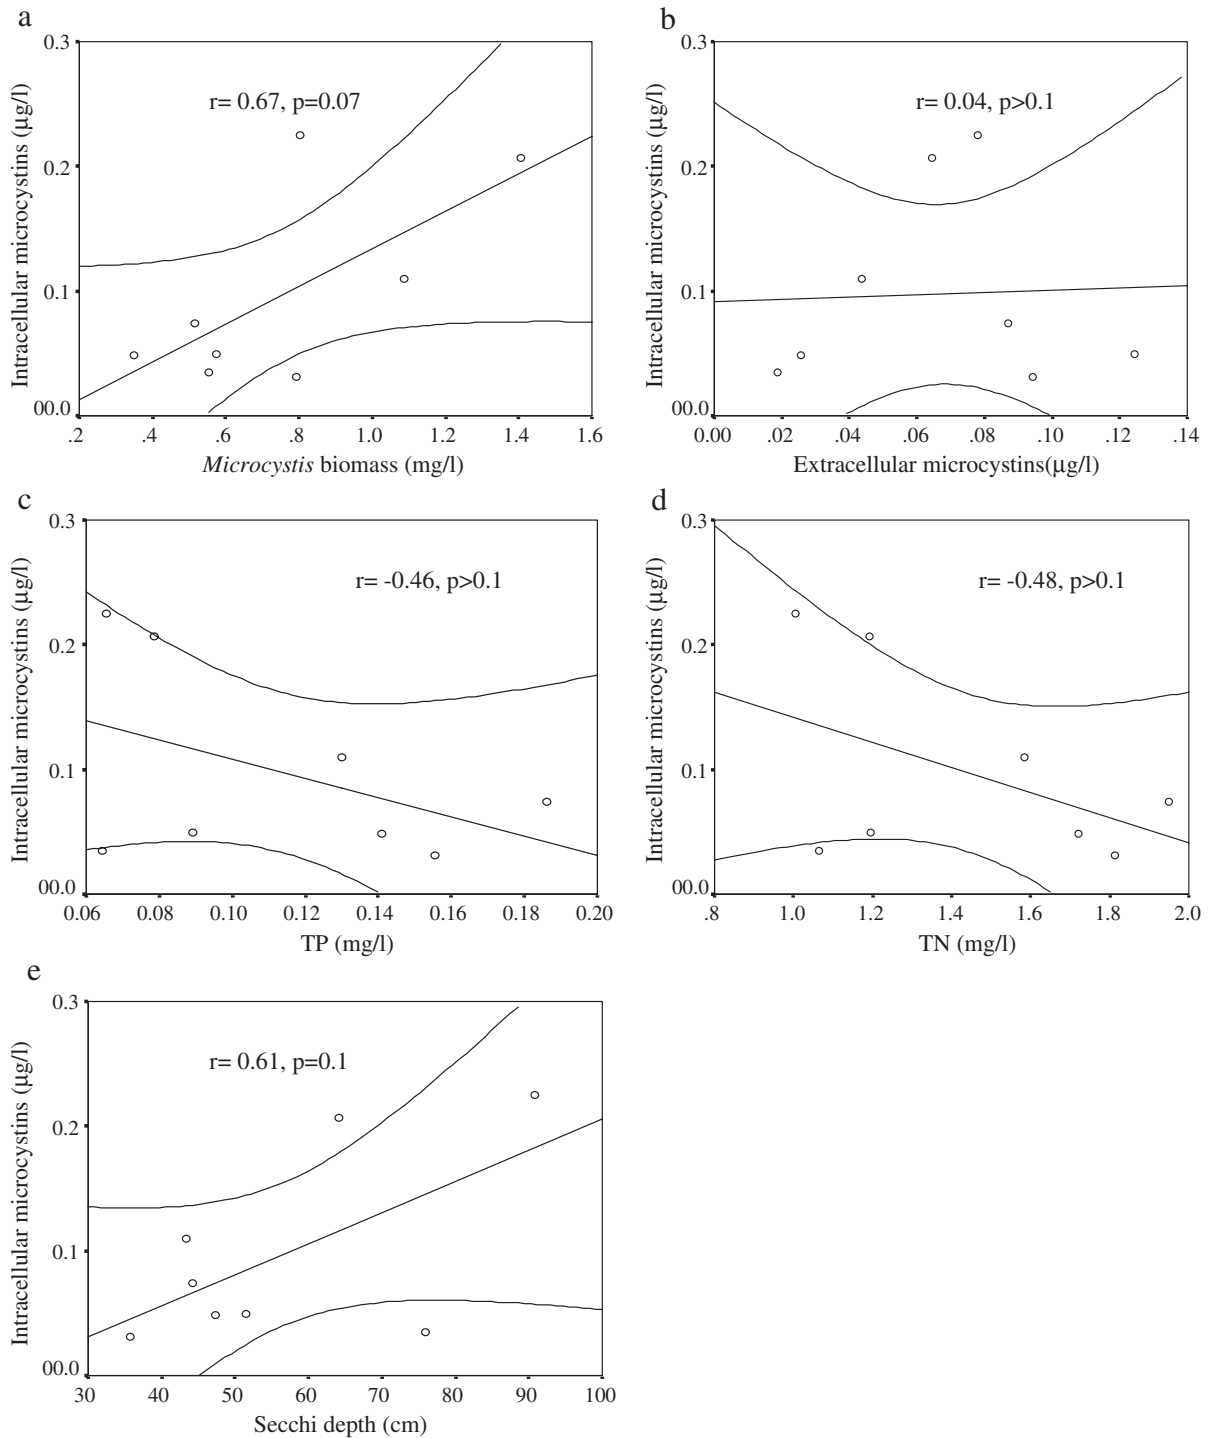 a
Intracellular microcystins (μg/l)
0.3
0.2
0.1
00.0
r= 0.67, p=0.07
.2 .4 .6 .8 1.0 1.2 1.4 1.6
Microcystis biomass (mg/l)
b
Intracellular microcystins (μg/l)
0.3
0.2
0.1
00.0
r= 0.04, p>0.1
0.00 .02 .04 .06 .08 .10 .12 .14
Extracellular microcystins(μg/l)
c
Intracellular microcystins (μg/l)
0.3
0.2
0.1
00.0
r= -0.46, p>0.1
0.06 0.08 0.10 0.12 0.14 0.16 0.18 0.20
TP (mg/l)
d
Intracellular microcystins (μg/l)
0.3
0.2
0.1
00.0
r= -0.48, p>0.1
.8 1.0 1.2 1.4 1.6 1.8 2.0
TN (mg/l)
e
Intracellular microcystins (μg/l)
0.3
0.2
0.1
00.0
r= 0.61, p=0.1
30 40 50 60 70 80 90 100
Secchi depth (cm)